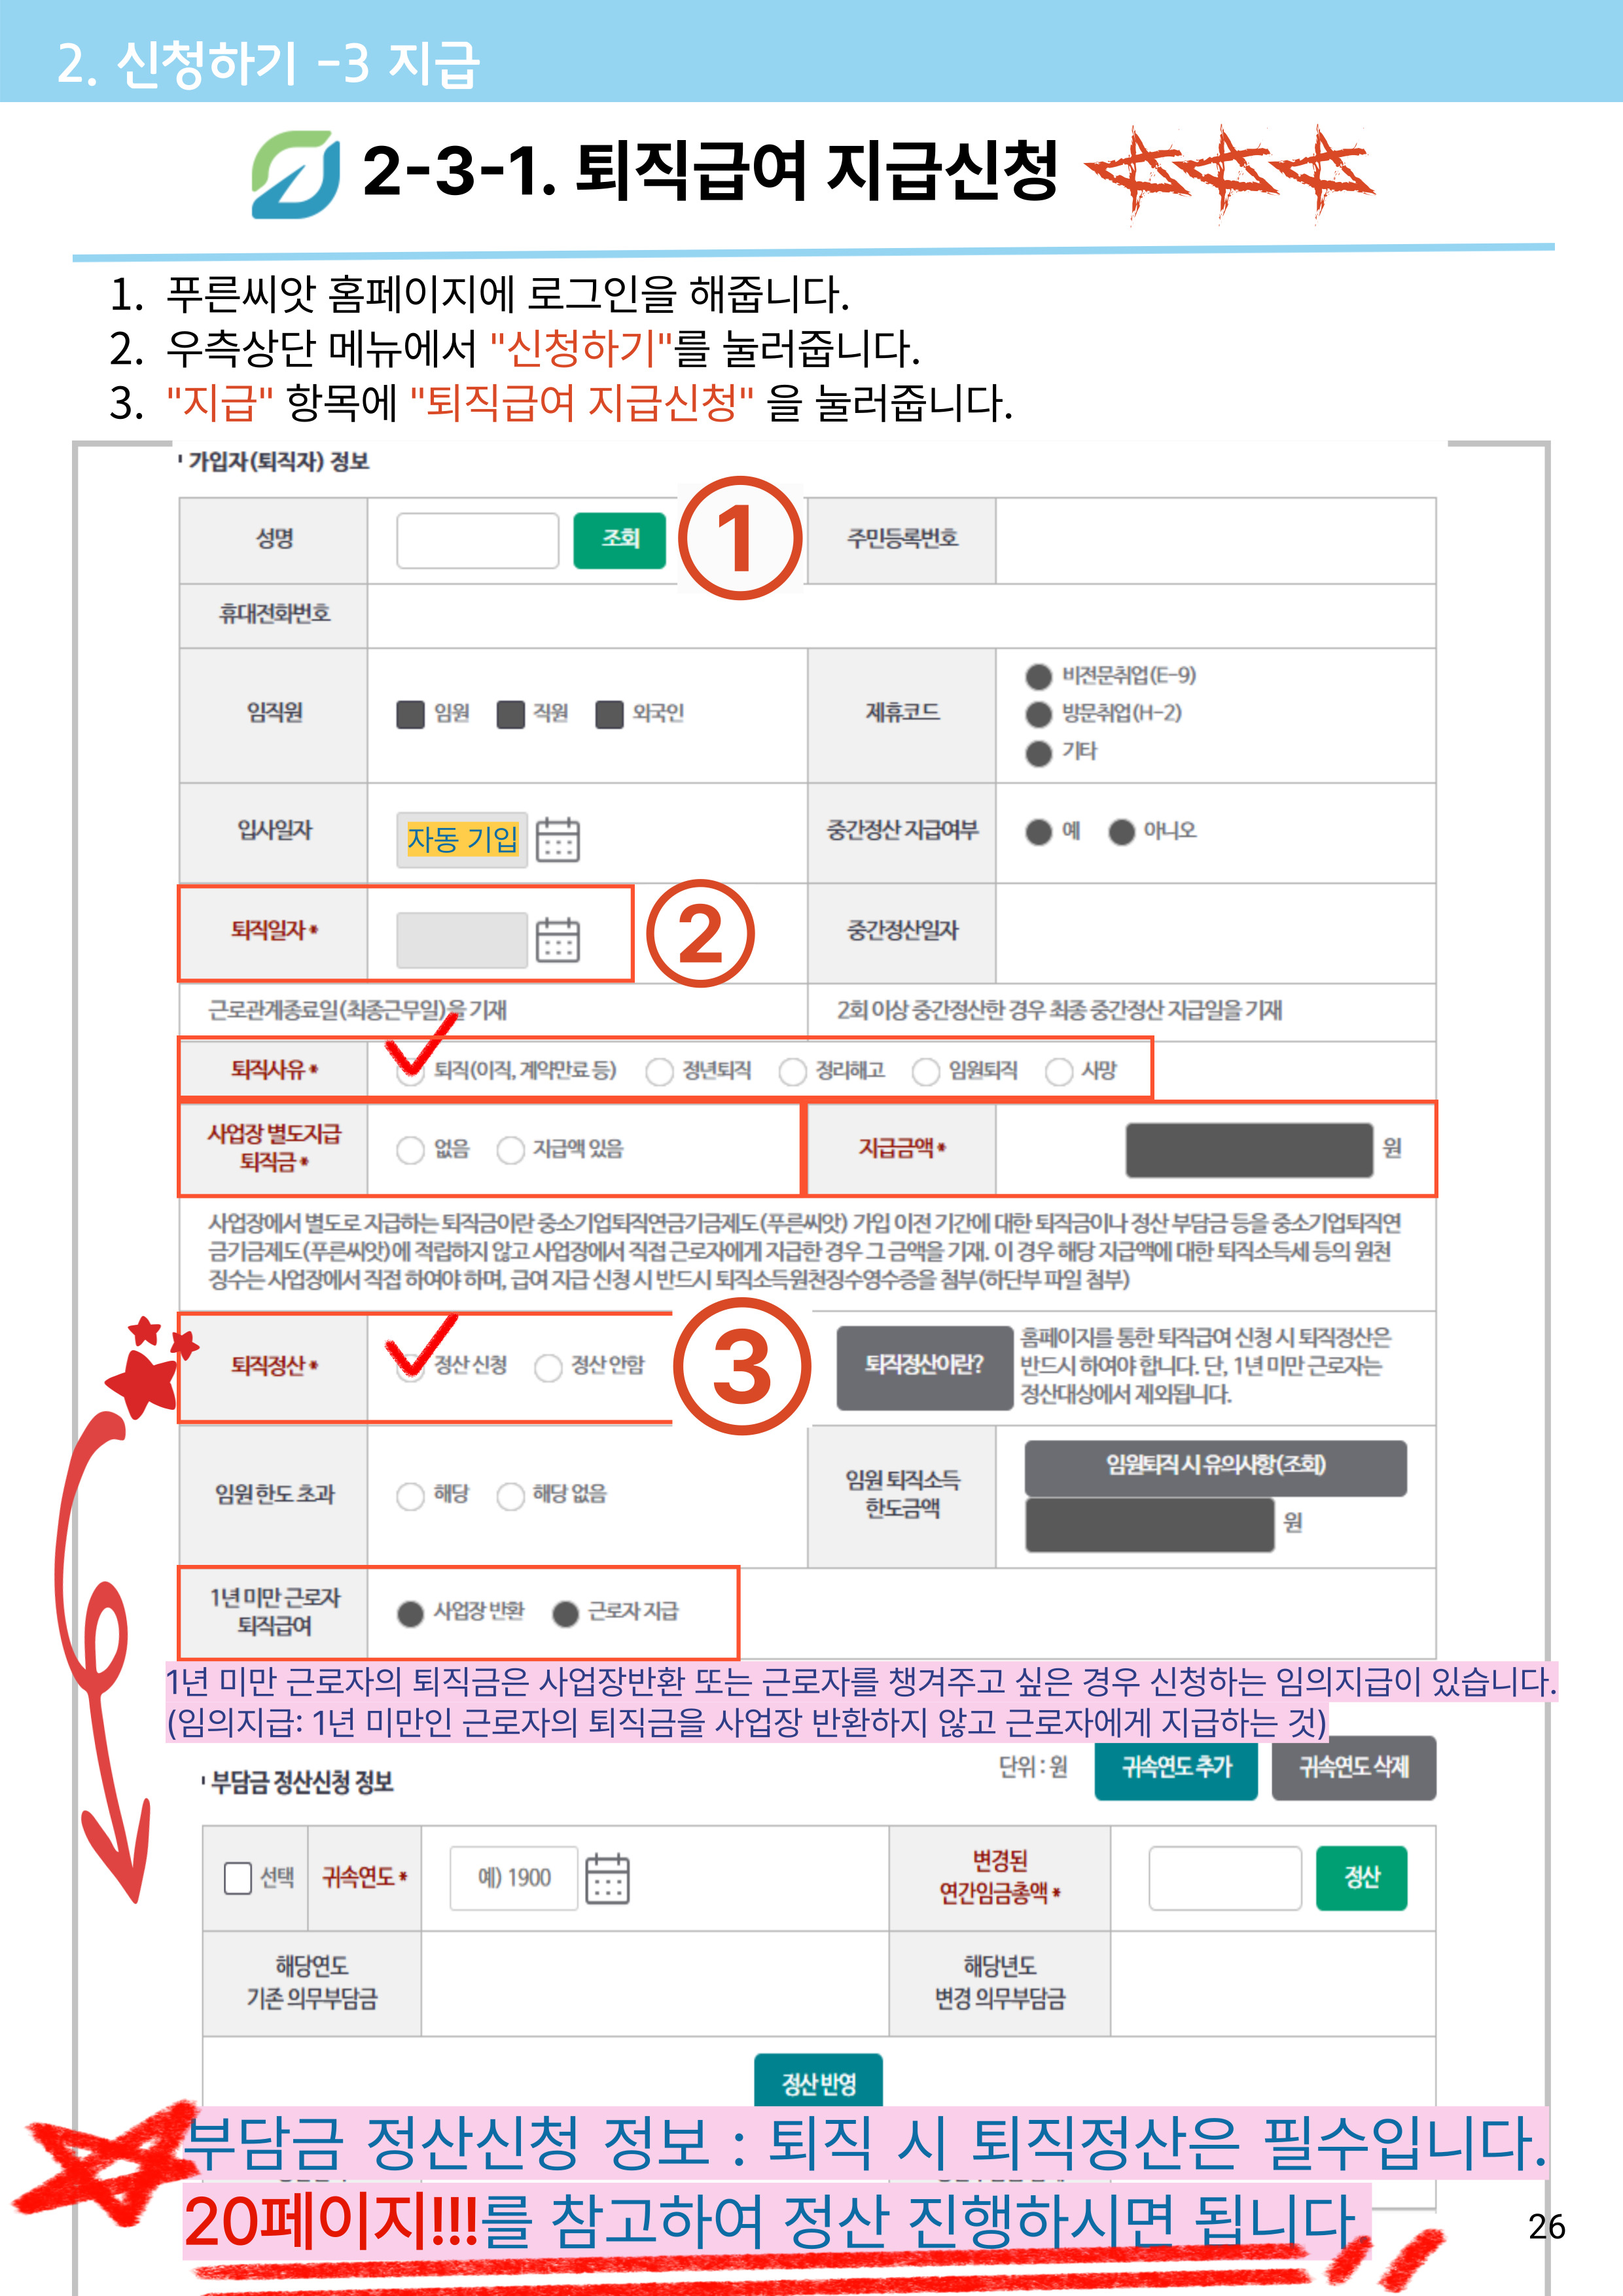 2. 신청하기 -3 지급
2-3-1. 퇴직급여 지급신청
1. 푸른씨앗 홈페이지에 로그인을 해줍니다.
2. 우측상단 메뉴에서 "신청하기"를 눌러줍니다.
3. "지급" 항목에 "퇴직급여 지급신청" 을 눌러줍니다.
가입자(퇴직자) 정보
성명 조회 1 주민등록번호
휴대전화번호
임직원 임원 직원 외국인 제휴코드 비전문취업(E-9)
방문취업(H-2)
기타
입사일자 자동 기입 중간정산 지급여부 예 아니오
퇴직일자 * 2 중간정산일자
근로관계종료일(최종근무일)을 기재 2회 이상 중간정산한 경우 최종 중간정산 지급일을 기재
퇴직사유 * 퇴직(이직, 계약만료 등) 정년퇴직 정리해고 임원퇴직 사망
사업장 별도지급
퇴직금 * 없음 지급액 있음 지급금액 * 원
사업장에서 별도로 지급하는 퇴직금이란 중소기업퇴직연금기금제도(푸른씨앗) 가입 이전 기간에 대한 퇴직금이나 정산 부담금 등을 중소기업퇴직연
금기금제도(푸른씨앗)에 적립하지 않고 사업장에서 직접 근로자에게 지급한 경우 그 금액을 기재. 이 경우 해당 지급액에 대한 퇴직소득세 등의 원천
징수는 사업장에서 직접 하여야 하며, 급여 지급 신청 시 반드시 퇴직소득원천징수영수증을 첨부(하단부 파일 첨부)
퇴직정산 * 정산 신청 정산 안함 3 퇴직정산이란? 홈페이지를 통한 퇴직급여 신청 시 퇴직정산은
반드시 하여야 합니다. 단, 1년 미만 근로자는
정산대상에서 제외됩니다.
임원 한도 초과 해당 해당 없음 임원 퇴직소득
한도금액 임원퇴직 시 유의사항(조회)
원
1년 미만 근로자
퇴직급여 사업장 반환 근로자 지급
1년 미만 근로자의 퇴직금은 사업장반환 또는 근로자를 챙겨주고 싶은 경우 신청하는 임의지급이 있습니다.
(임의지급: 1년 미만인 근로자의 퇴직금을 사업장 반환하지 않고 근로자에게 지급하는 것)
부담금 정산신청 정보 단위 : 원 귀속연도 추가 귀속연도 삭제
선택 귀속연도 * 예) 1900 변경된
연간임금총액 * 정산
해당연도
기존 의무부담금 해당년도
변경 의무부담금
정산 반영
부담금 정산신청 정보 : 퇴직 시 퇴직정산은 필수입니다.
20페이지!!!를 참고하여 정산 진행하시면 됩니다
26